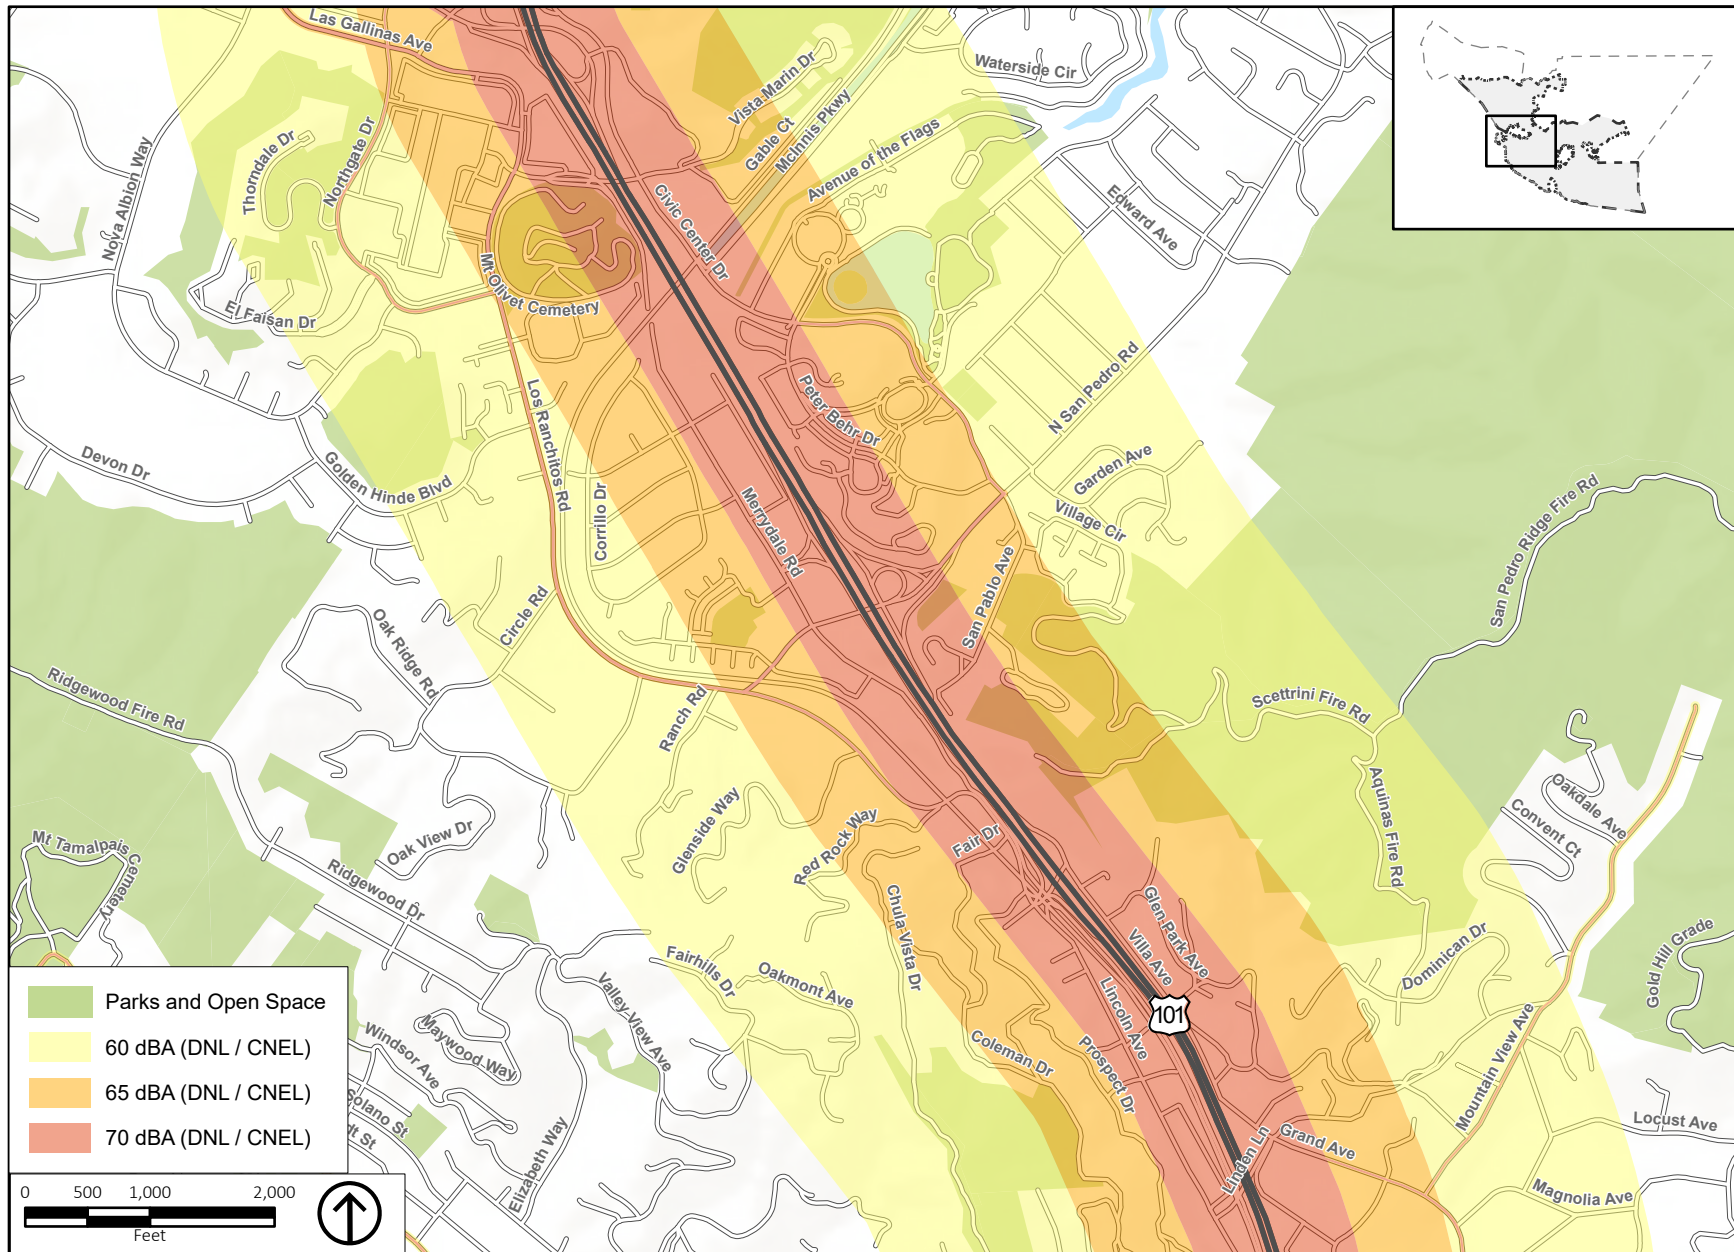 Las Gallinas Ave
Waterside Cir
Vista Marin Dr
Gable Ct
McInnis Pkwy
Avenue of the Flags
Thorndale Dr
Northgate Dr
Nova Albion Way
Civic Center Dr
Edward Ave
Mt Olivet Cemetery
El Faisan Dr
N San Pedro Rd
Peter Behr Dr
Los Ranchitos Rd
Devon Dr
Golden Hinde Blvd
Garden Ave
Village Cir
Corrillo Dr
Merrydale Rd
San Pedro Ridge Fire Rd
San Pablo Ave
Circle Rd
Oak Ridge Rd
Ridgewood Fire Rd
Ranch Rd
Scettrini Fire Rd
Aquinas Fire Rd
Oakdale Ave
Convent Ct
Glenside Way
Red Rock Way
Fair Dr
Oak View Dr
Mt Tamalpais Cemetery
Ridgewood Dr
Chula Vista Dr
Glen Park Ave
Villa Ave
Dominican Dr
Gold Hill Grade
Fairhills Dr
Oakmont Ave
Lincoln Ave
101
Valley View Ave
Maywood Way
Windsor Ave
Coleman Dr
Prospect Dr
Mountain View Ave
Solano St
dt St
Elizabeth Way
Linden Ln
Grand Ave
Locust Ave
Magnolia Ave
Parks and Open Space
60 dBA (DNL / CNEL)
65 dBA (DNL / CNEL)
70 dBA (DNL / CNEL)
0 500 1,000 2,000
Feet